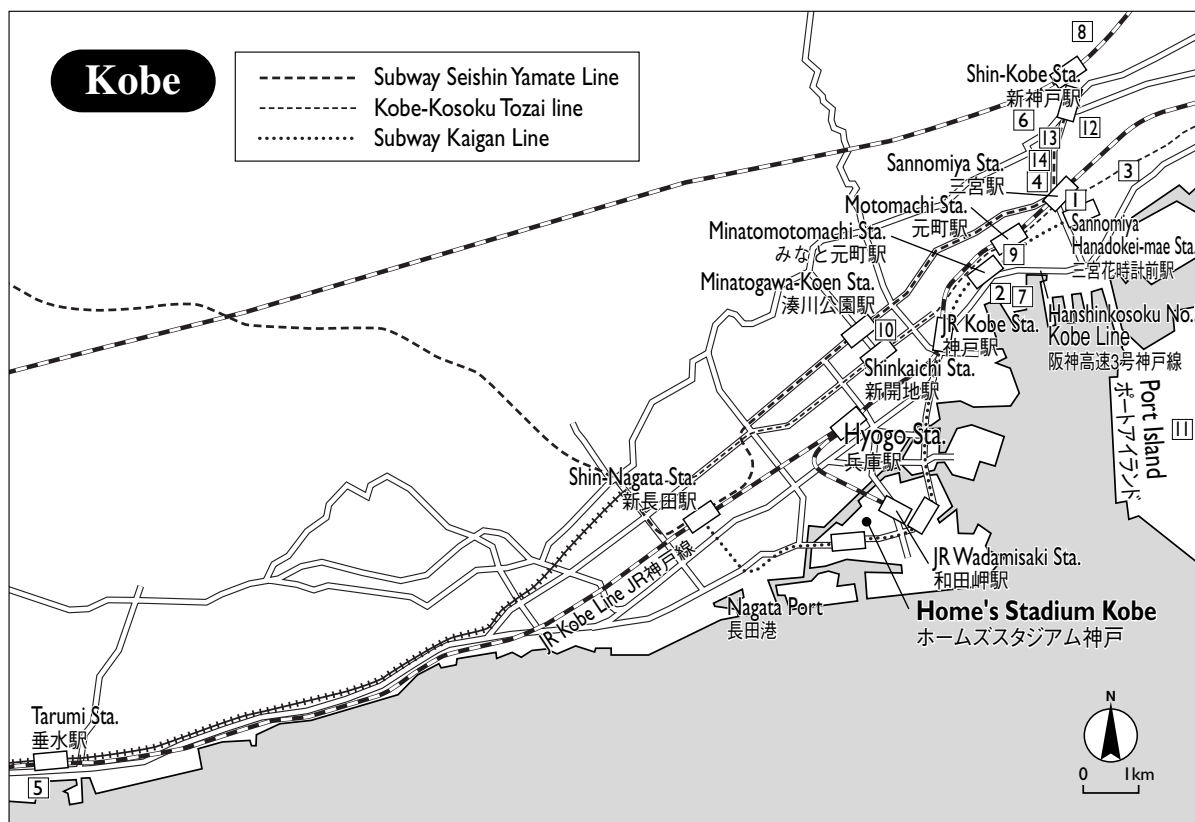 Kobe
Subway Seishin Yamate Line
Kobe-Kosoku Tozai line
Subway Kaigan Line
8
Shin-Kobe Sta.
新神戸駅
6
12
13
14
4
3
Sannomiya Sta.
三宮駅
1
Motomachi Sta.
元町駅
Sannomiya
Hanadokei-mae Sta.
三宮花時計前駅
Minatomotomachi Sta.
みなと元町駅
9
Minatogawa-Koen Sta.
湊川公園駅
2
7
10
JR Kobe Sta.
神戸駅
Hanshinkosoku No.
Kobe Line
阪神高速3号神戸線
Shinkaichi Sta.
新開地駅
Port Island
ポートアイランド
11
Hyogo Sta.
兵庫駅
Shin-Nagata Sta.
新長田駅
JR Kobe Line JR神戸線
JR Wadamisaki Sta.
和田岬駅
Nagata Port
長田港
Home's Stadium Kobe
ホームズスタジアム神戸
Tarumi Sta.
垂水駅
5
N
0 1km